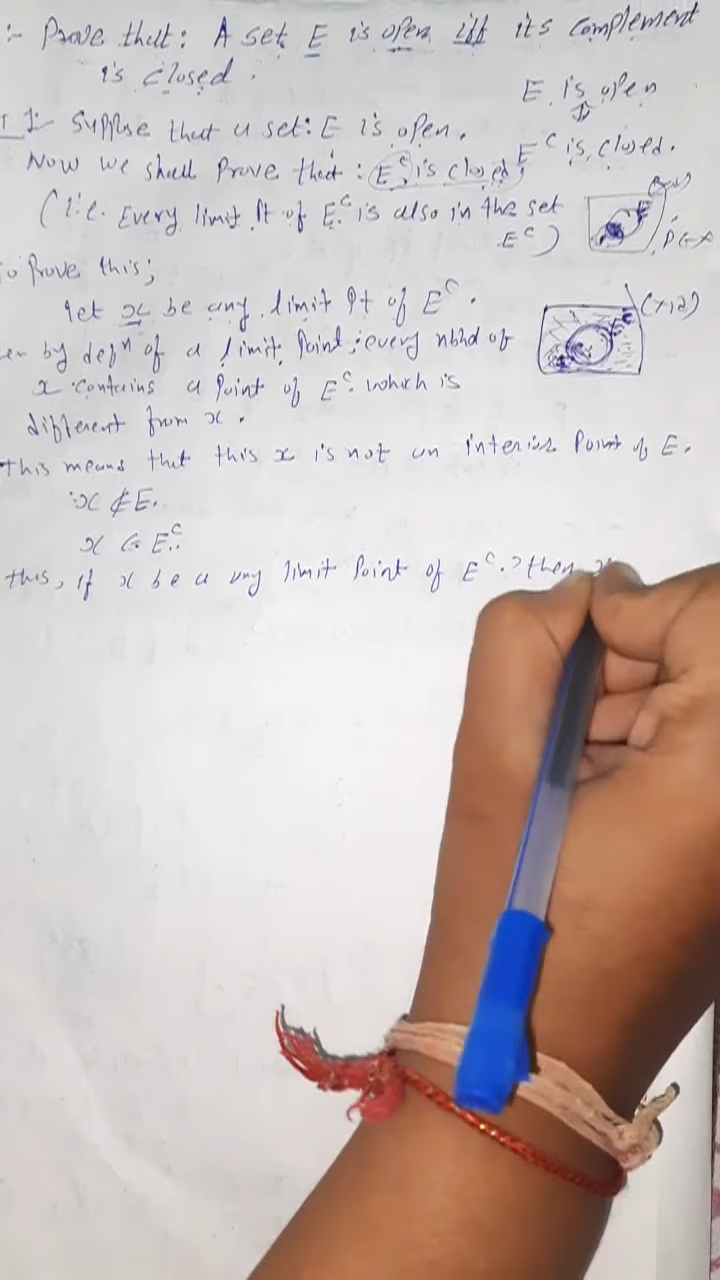 :- Prove that: A set E is open iff its complement
is closed.
E is open
⇕
E^C is closed.
I :- Suppose that a set: E is open.
Now we shall prove that: E^C is closed,
(i.e. Every limit pt of E^C is also in the set
E^C)
To prove this;
let x be any limit pt of E^C.
by defn of a limit point; every nbhd of
x contains a point of E^C which is
different from x.
This means that this x is not an interior point of E.
∴ x ∉ E.
x ∈ E^C.
this, if x be a any limit point of E^C. then